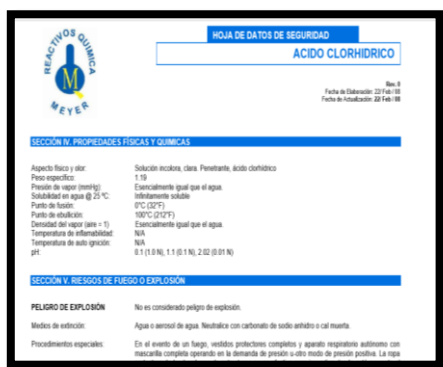 REACTIVOS QUIMICA
M
MEYER
HOJA DE DATOS DE SEGURIDAD
ACIDO CLORHIDRICO
Rev. 0
Fecha de Elaboración: 22/ Feb / 08
Fecha de Actualización: 22/ Feb / 08
SECCIÓN IV. PROPIEDADES FÍSICAS Y QUIMICAS
Aspecto físico y olor: Solución incolora, clara. Penetrante, ácido clorhídrico
Peso específico: 1.19
Presión de vapor (mmHg): Esencialmente igual que el agua.
Solubilidad en agua @ 25 ºC: Infinitamente soluble
Punto de fusión: 0°C (32°F)
Punto de ebullición: 100°C (212°F)
Densidad del vapor (aire = 1) Esencialmente igual que el agua.
Temperatura de inflamabilidad: N/A
Temperatura de auto ignición: N/A
pH: 0.1 (1.0 N), 1.1 (0.1 N), 2.02 (0.01 N)
SECCIÓN V. RIESGOS DE FUEGO O EXPLOSIÓN
PELIGRO DE EXPLOSIÓN No es considerado peligro de explosión.
Medios de extinción: Agua o aerosol de agua. Neutralice con carbonato de sodio anhidro o cal muerta.
Procedimientos especiales: En el evento de un fuego, vestidos protectores completos y aparato respiratorio autónomo con
mascarilla completa operando en la demanda de presión u otro modo de presión positiva. La ropa